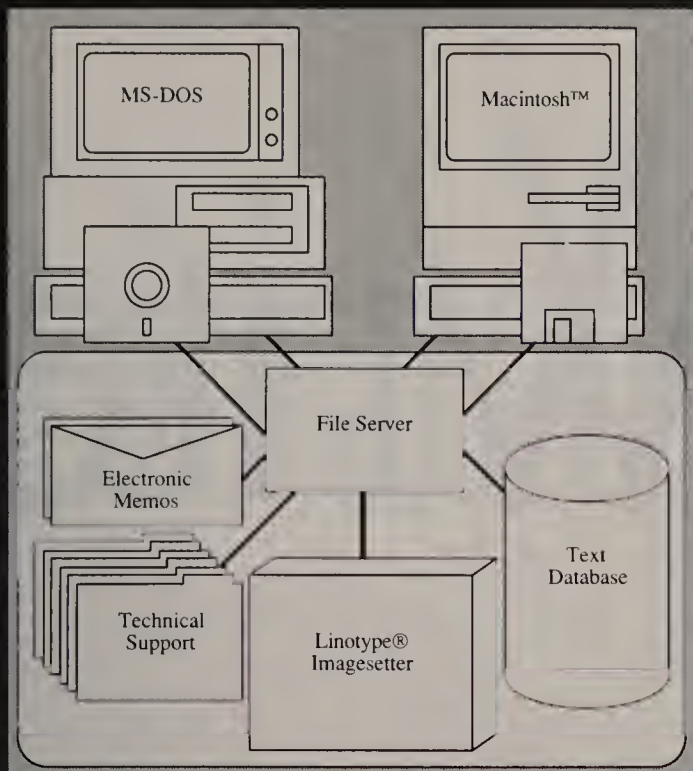 MS-DOS
Macintosh™
File Server
Electronic
Memos
Text
Database
Technical
Support
Linotype®
Imagesetter